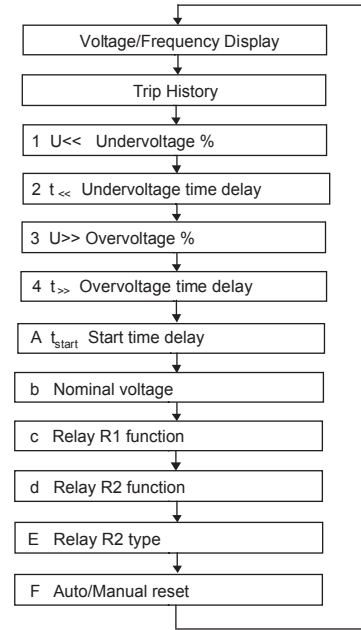 Voltage/Frequency Display
Trip History
1 U<< Undervoltage %
2 t<< Undervoltage time delay
3 U>> Overvoltage %
4 t>> Overvoltage time delay
A tstart Start time delay
b Nominal voltage
c Relay R1 function
d Relay R2 function
E Relay R2 type
F Auto/Manual reset